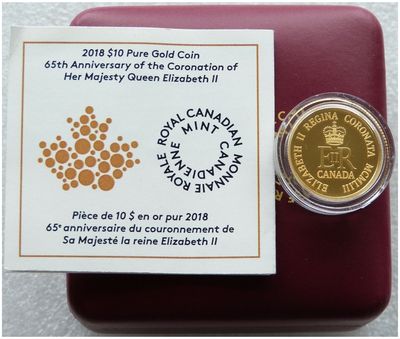 2018 $10 Pure Gold Coin
65th Anniversary of the Coronation of
Her Majesty Queen Elizabeth II
ROYAL CANADIAN MINT
MONNAIE ROYALE CANADIENNE
Pièce de 10 $ en or pur 2018
65e anniversaire du couronnement de
Sa Majesté la reine Elizabeth II
ELIZABETH II REGINA CORONATA MCMLIII
EIIR
CANADA